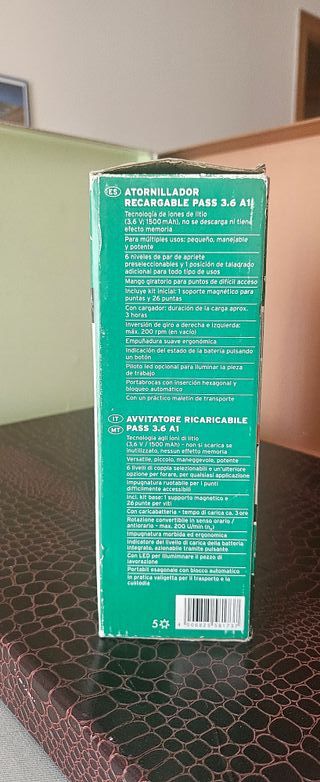 ES ATORNILLADOR
RECARGABLE PASS 3.6 A1
Tecnología de iones de litio
(3,6 V; 1500 mAh), no se descarga ni tiene
efecto memoria
Para múltiples usos: pequeño, manejable
y potente
6 niveles de par de apriete
preseleccionables y 1 posición de taladrado
adicional para todo tipo de usos
Mango giratorio para puntos de difícil acceso
Incluye kit inicial: 1 soporte magnético para
puntas y 26 puntas
Con cargador: duración de la carga aprox.
3 horas
Inversión de giro a derecha e izquierda:
máx. 200 rpm (en vacío)
Empuñadura suave ergonómica
Indicación del estado de la batería pulsando
un botón
Piloto led opcional para iluminar la pieza
de trabajo
Portabrocas con inserción hexagonal y
bloqueo automático
Con un práctico maletín de transporte
IT AVVITATORE RICARICABILE
MT PASS 3.6 A1
Tecnologia agli ioni di litio
(3,6 V / 1500 mAh) – non si scarica se
inutilizzato, nessun effetto memoria
Versatile, piccolo, maneggevole, potente
6 livelli di coppia selezionabili e un'ulteriore
opzione per forare, per qualsiasi applicazione
Impugnatura ruotabile per i punti
difficilmente accessibili
Incl. kit base: 1 supporto magnetico e
26 punte per viti
Con caricabatteria – tempo di carica ca. 3 ore
Rotazione convertibile in senso orario /
antiorario – max. 200 U/min (n₀)
Impugnatura morbida ed ergonomica
Indicatore del livello di carica della batteria
integrato, azionabile tramite pulsante
Con LED per illuminare il pezzo di
lavorazione
Portabit esagonale con blocco automatico
In pratica valigetta per il trasporto e la
custodia
5